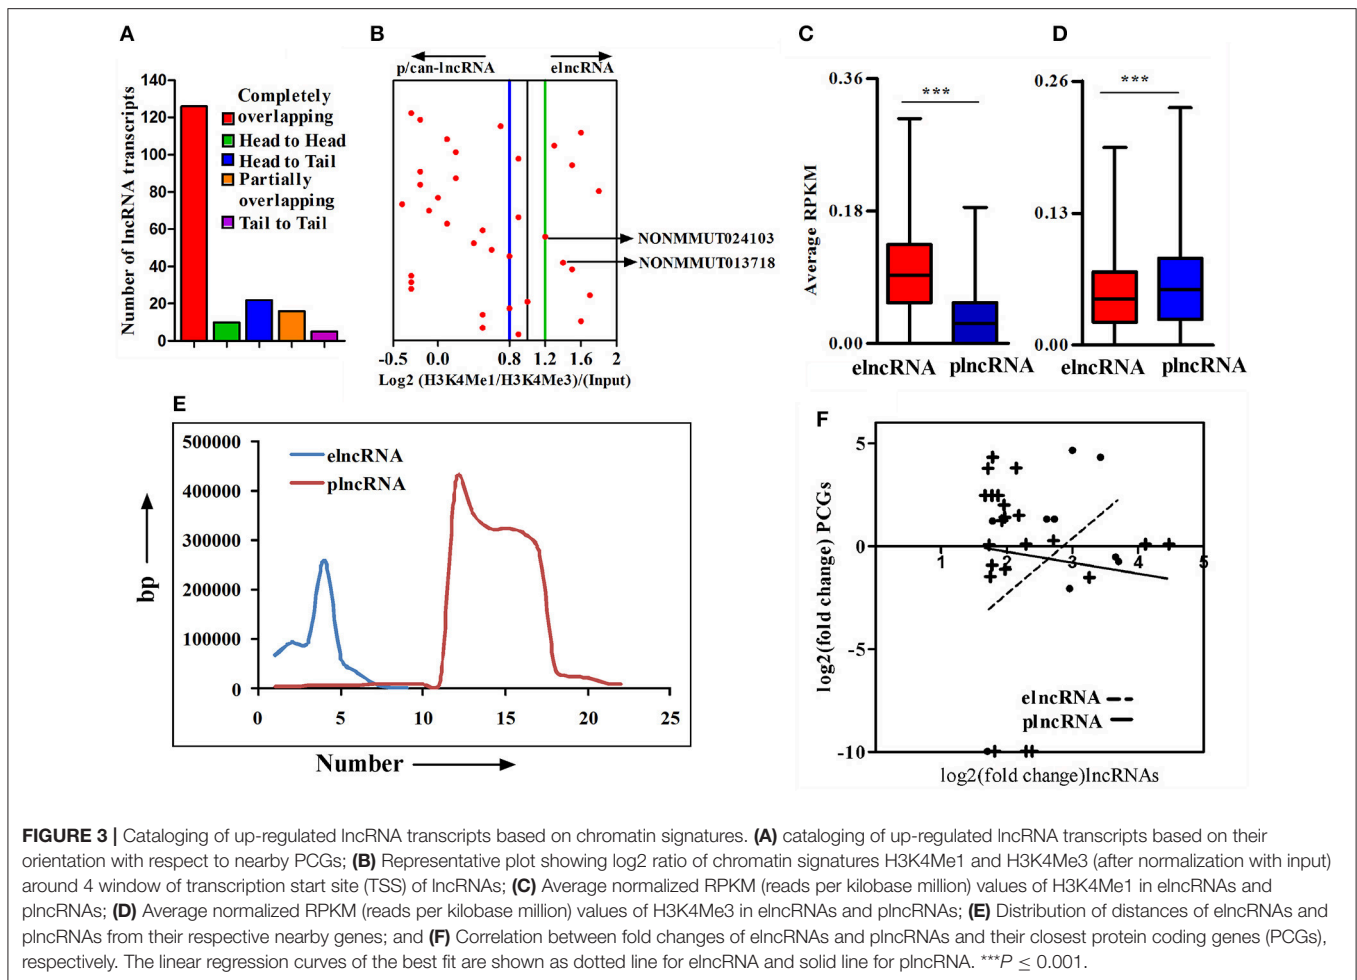 A
Number of lncRNA transcripts
140
120
100
80
60
40
20
0
Completely
overlapping
Head to Head
Head to Tail
Partially
overlapping
Tail to Tail
B
p/can-lncRNA
elncRNA
NONMMUT024103
NONMMUT013718
-0.5 0.0 0.8 1.2 1.6 2
Log2 (H3K4Me1/H3K4Me3)/(Input)
C
Average RPKM
0.36
0.18
0.00
***
elncRNA plncRNA
D
0.26
0.13
0.00
***
elncRNA plncRNA
E
bp
500000
400000
300000
200000
100000
0
elncRNA
plncRNA
0 5 10 15 20 25
Number
F
log2(fold change) PCGs
5
0
-5
-10
1 2 3 4 5
elncRNA
plncRNA
log2(fold change)lncRNAs
FIGURE 3 | Cataloging of up-regulated lncRNA transcripts based on chromatin signatures. (A) cataloging of up-regulated lncRNA transcripts based on their
orientation with respect to nearby PCGs; (B) Representative plot showing log2 ratio of chromatin signatures H3K4Me1 and H3K4Me3 (after normalization with input)
around 4 window of transcription start site (TSS) of lncRNAs; (C) Average normalized RPKM (reads per kilobase million) values of H3K4Me1 in elncRNAs and
plncRNAs; (D) Average normalized RPKM (reads per kilobase million) values of H3K4Me3 in elncRNAs and plncRNAs; (E) Distribution of distances of elncRNAs and
plncRNAs from their respective nearby genes; and (F) Correlation between fold changes of elncRNAs and plncRNAs and their closest protein coding genes (PCGs),
respectively. The linear regression curves of the best fit are shown as dotted line for elncRNA and solid line for plncRNA. ***P ≤ 0.001.